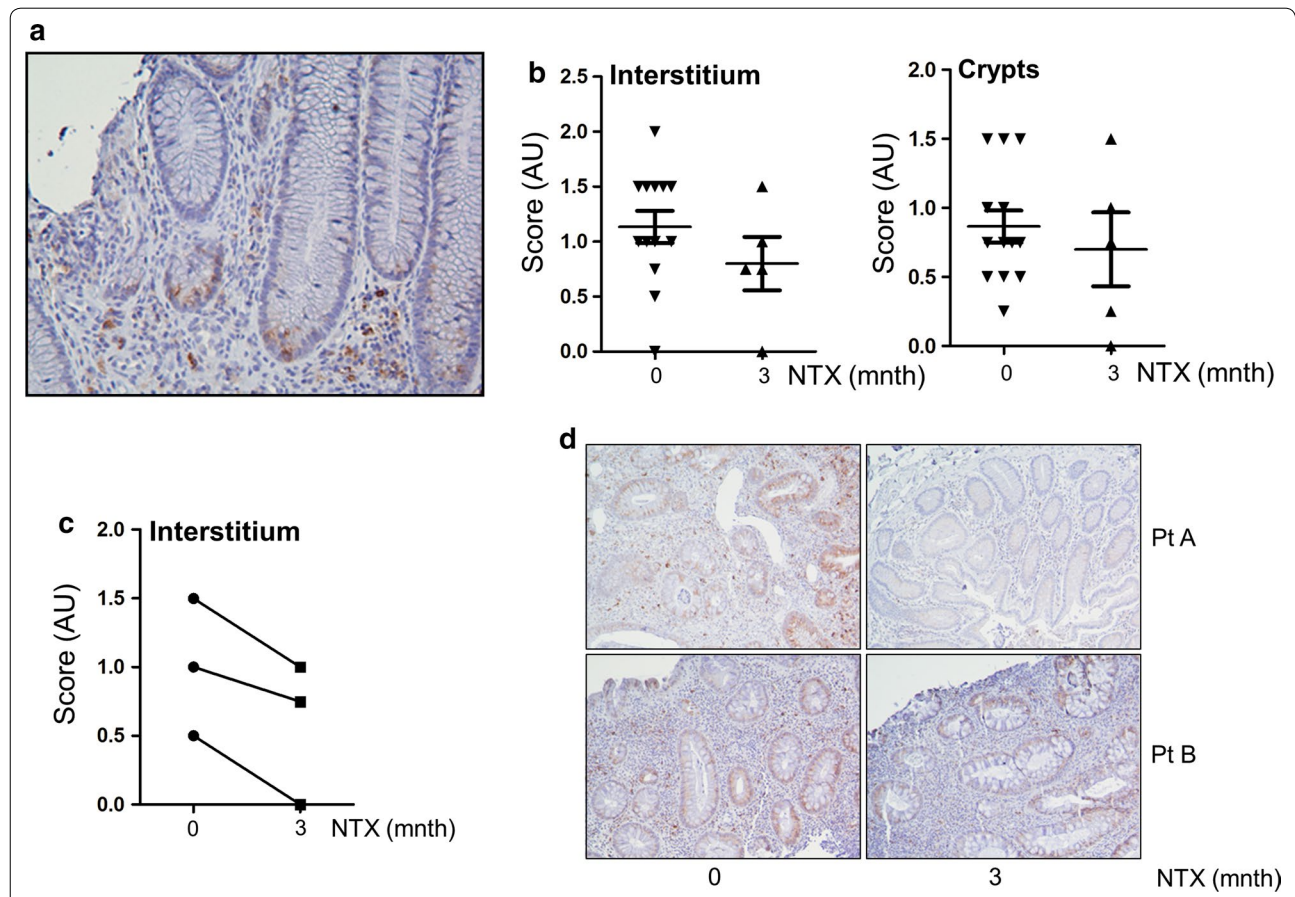 a
b
Interstitium
Score (AU)
2.5
2.0
1.5
1.0
0.5
0.0
0
3
NTX (mnth)
Crypts
Score (AU)
2.0
1.5
1.0
0.5
0.0
0
3
NTX (mnth)
c
Interstitium
Score (AU)
2.0
1.5
1.0
0.5
0.0
0
3
NTX (mnth)
d
Pt A
Pt B
0
3
NTX (mnth)